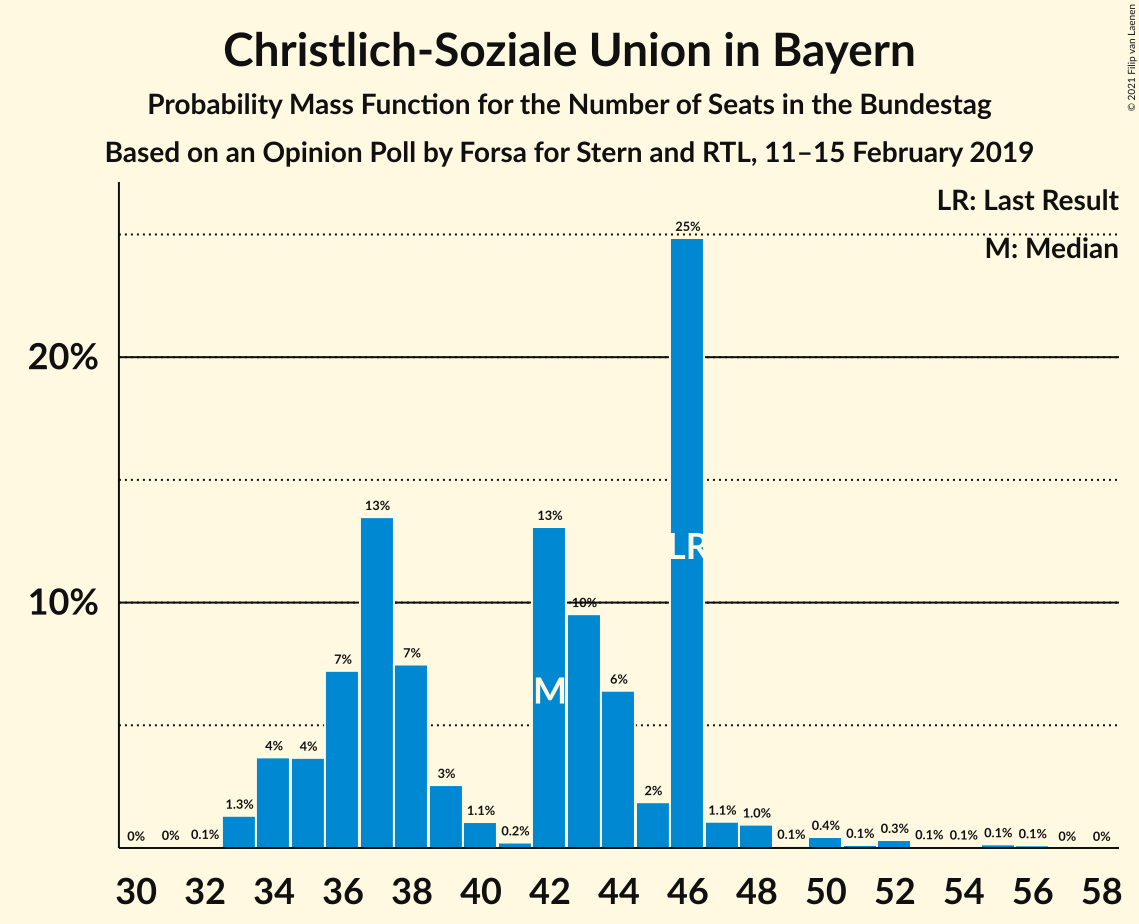 Christlich-Soziale Union in Bayern
Probability Mass Function for the Number of Seats in the Bundestag
Based on an Opinion Poll by Forsa for Stern and RTL, 11–15 February 2019
© 2021 Filip van Laenen
LR: Last Result
M: Median
20%
10%
0% 0% 0.1% 1.3% 4% 4% 7% 13% 7% 3% 1.1% 0.2% 13% 10% 6% 2% 25% 1.1% 1.0% 0.1% 0.4% 0.1% 0.3% 0.1% 0.1% 0.1% 0.1% 0% 0%
M
LR
30 32 34 36 38 40 42 44 46 48 50 52 54 56 58